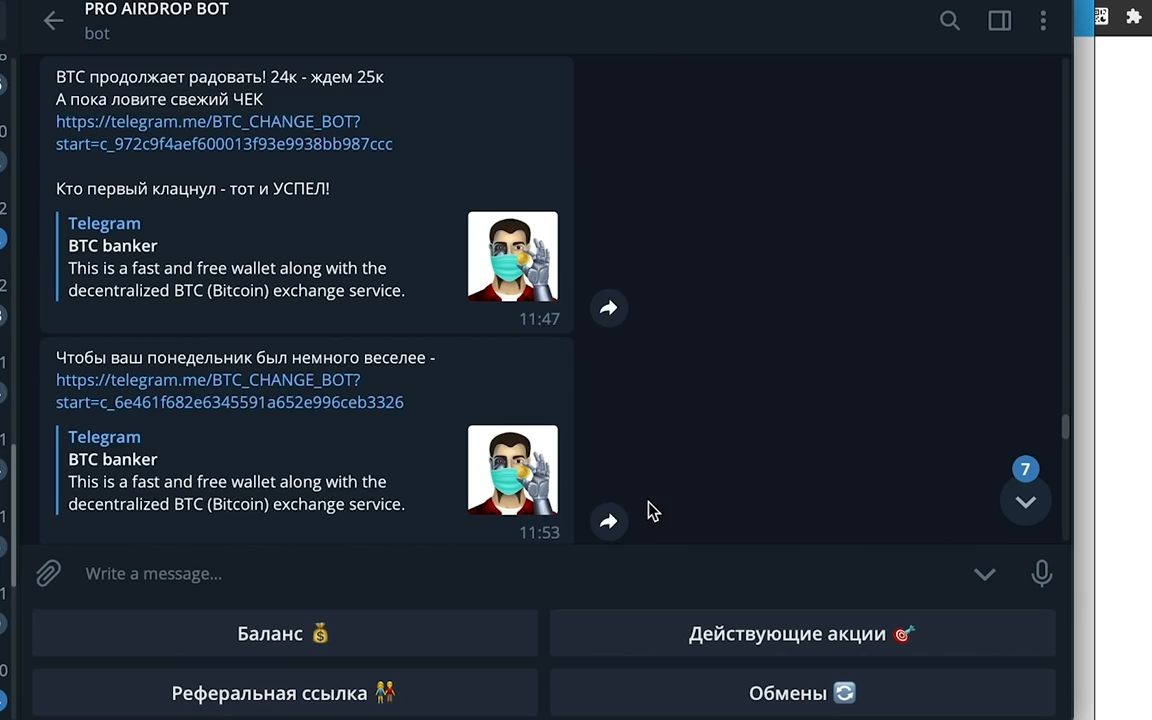 PRO AIRDROP BOT
bot
BTC продолжает радовать! 24к - ждем 25к
А пока ловите свежий ЧЕК
https://telegram.me/BTC_CHANGE_BOT?
start=c_972c9f4aef600013f93e9938bb987ccc
Кто первый клацнул - тот и УСПЕЛ!
Telegram
BTC banker
This is a fast and free wallet along with the
decentralized BTC (Bitcoin) exchange service.
11:47
Чтобы ваш понедельник был немного веселее -
https://telegram.me/BTC_CHANGE_BOT?
start=c_6e461f682e6345591a652e996ceb3326
Telegram
BTC banker
This is a fast and free wallet along with the
decentralized BTC (Bitcoin) exchange service.
11:53
7
Write a message...
Баланс 💰
Действующие акции 🎯
Реферальная ссылка 👫
Обмены 🔄